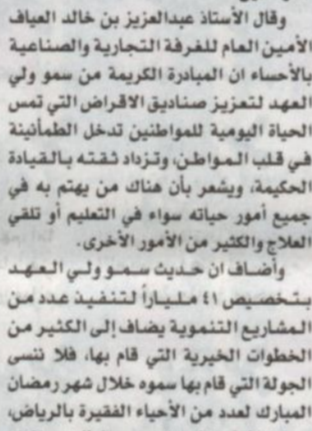 وقال الأستاذ عبدالعزيز بن خالد العياف
الأمين العام للغرفة التجارية والصناعية
بالأحساء ان المبادرة الكريمة من سمو ولي
العهد لتعزيز صناديق الاقراض التي تمس
الحياة اليومية للمواطنين تدخل الطمأنينة
في قلب المواطن، وتزداد ثقته بالقيادة
الحكيمة، ويشعر بأن هناك من يهتم به في
جميع أمور حياته سواء في التعليم أو تلقي
العلاج والكثير من الأمور الأخرى.
وأضاف ان حديث سمو ولي العهد
بتخصيص ٤١ ملياراً لتنفيذ عدد من
المشاريع التنموية يضاف إلى الكثير من
الخطوات الخيرية التي قام بها، فلا ننسى
الجولة التي قام بها سموه خلال شهر رمضان
المبارك لعدد من الأحياء الفقيرة بالرياض،